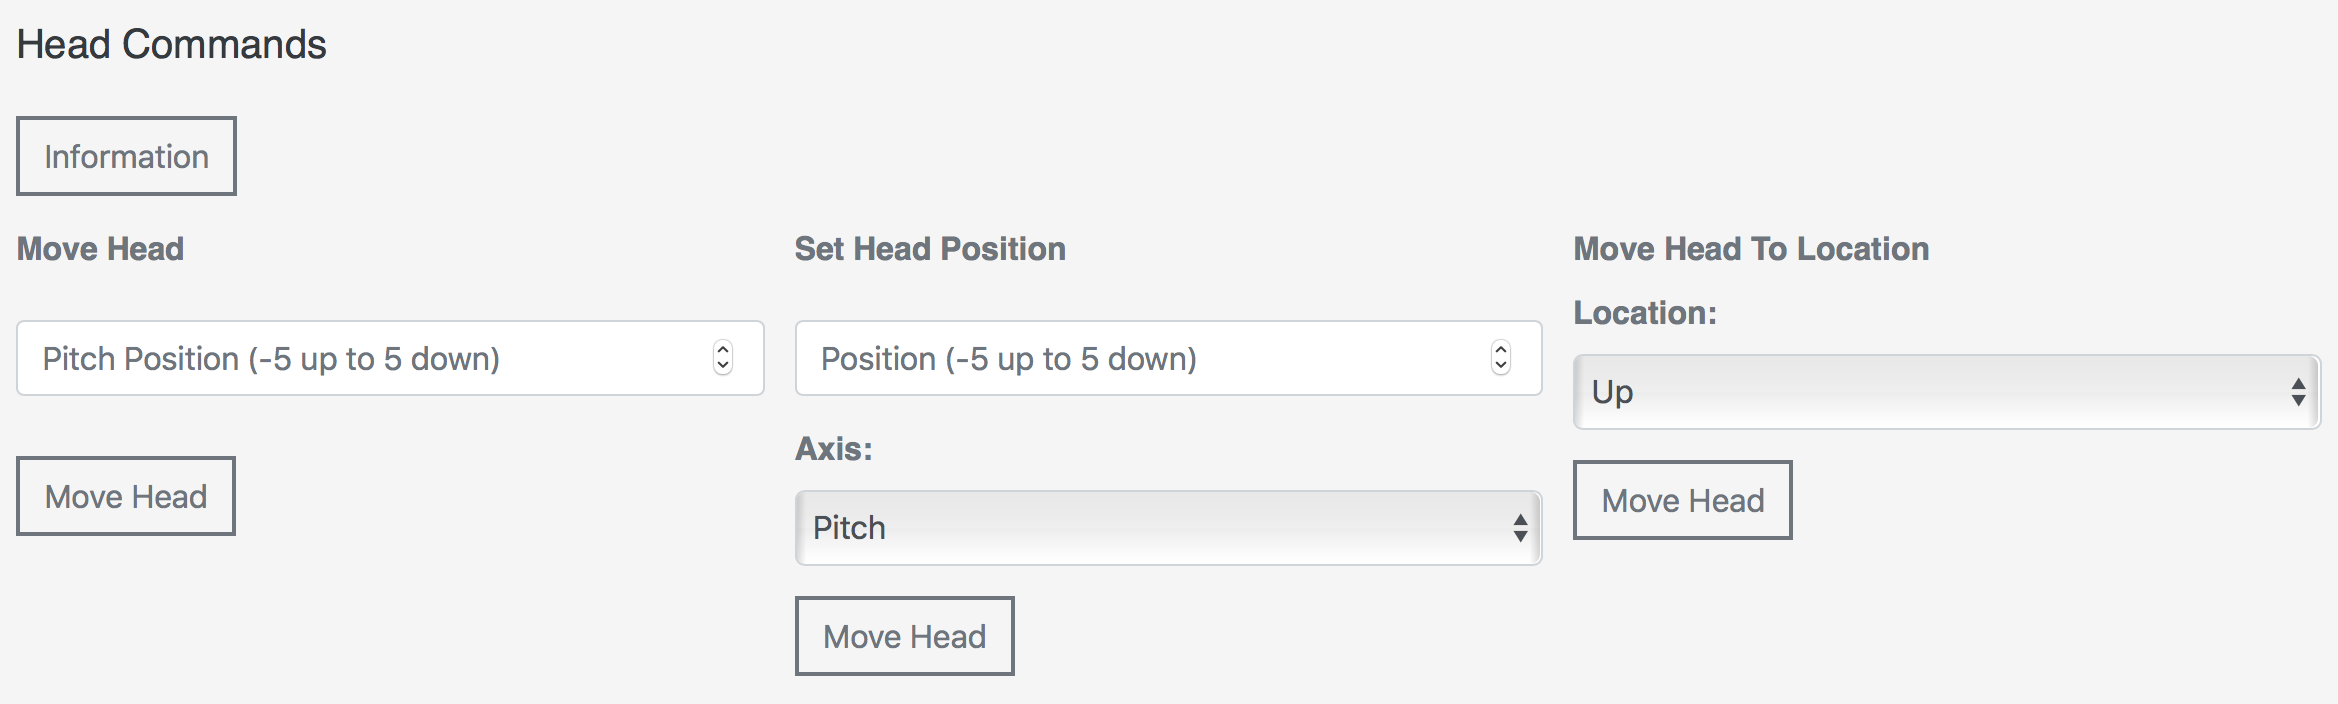 Head Commands
Information
Move Head
Pitch Position (-5 up to 5 down)
Move Head
Set Head Position
Position (-5 up to 5 down)
Axis:
Pitch
Move Head
Move Head To Location
Location:
Up
Move Head